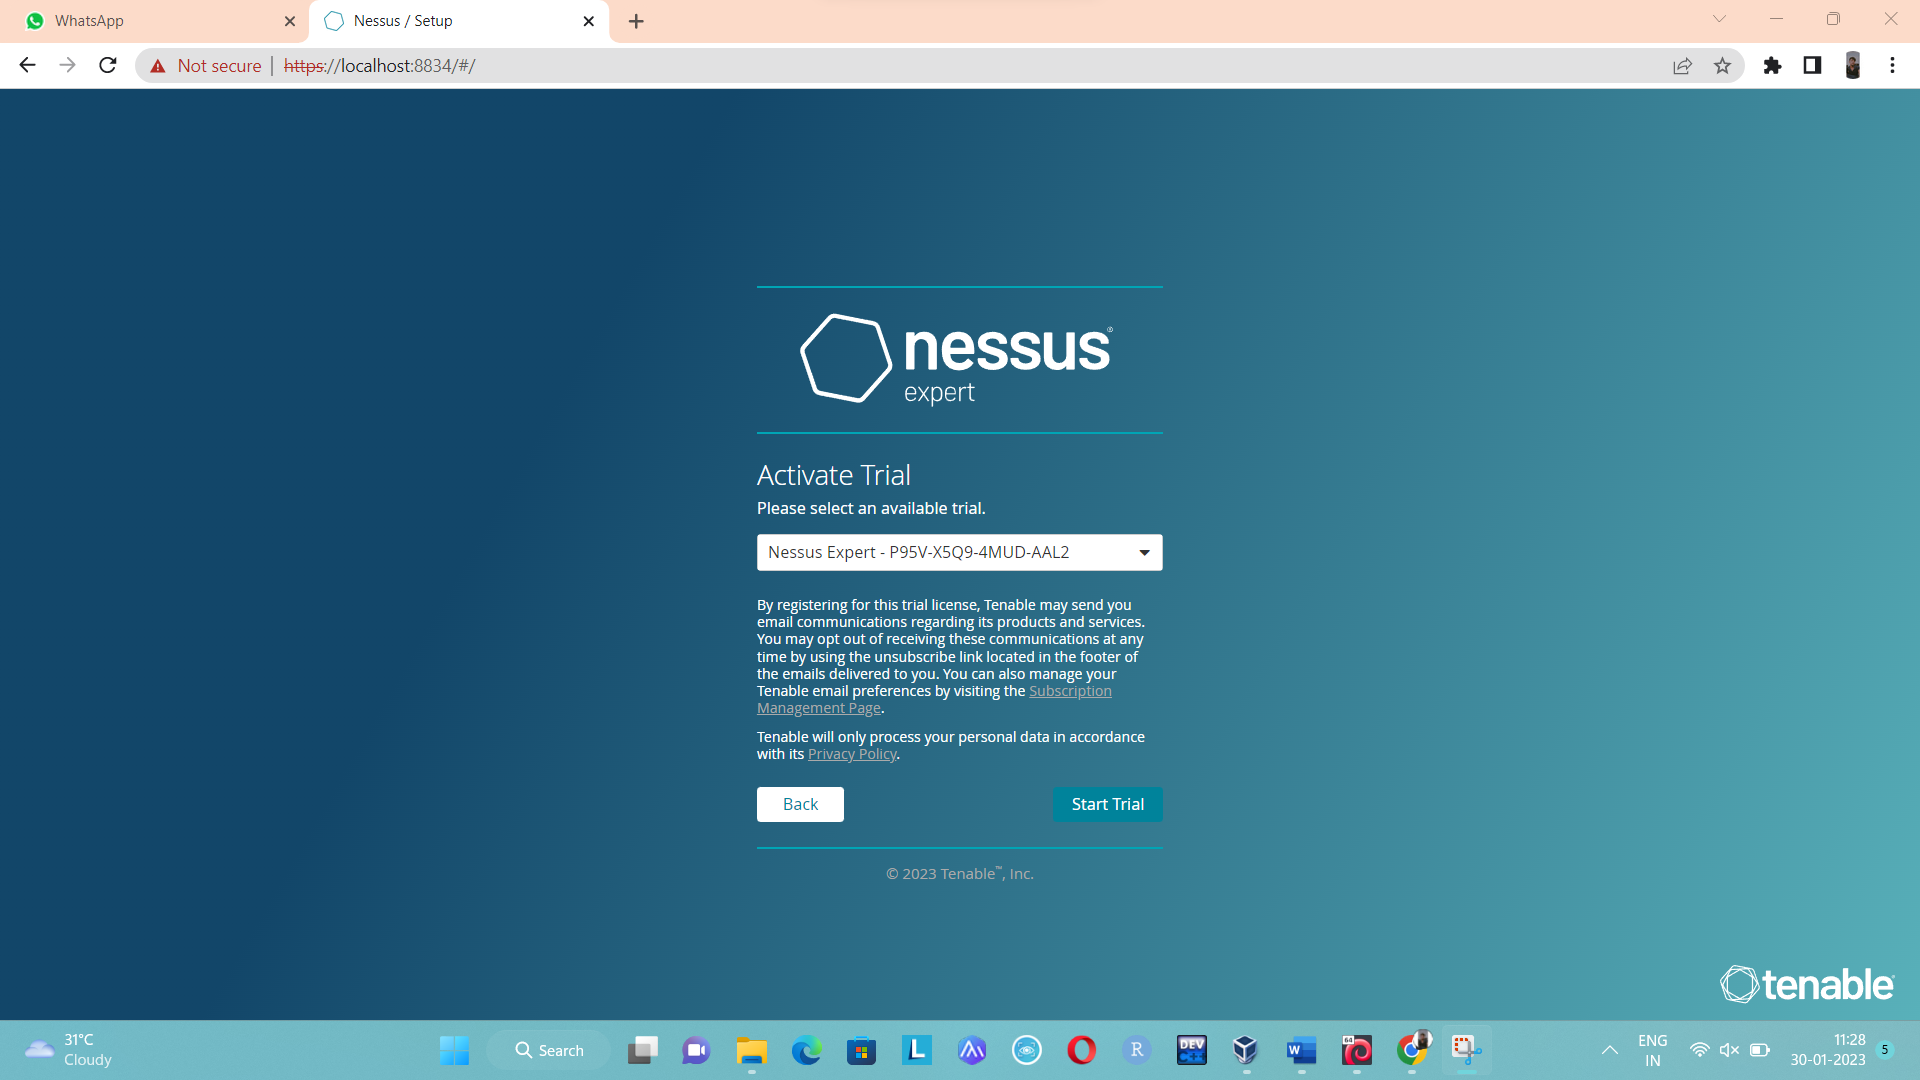 WhatsApp
Nessus / Setup
Not secure | https://localhost:8834/#/
nessus®
expert
Activate Trial
Please select an available trial.
Nessus Expert - P95V-X5Q9-4MUD-AAL2
By registering for this trial license, Tenable may send you
email communications regarding its products and services.
You may opt out of receiving these communications at any
time by using the unsubscribe link located in the footer of
the emails delivered to you. You can also manage your
Tenable email preferences by visiting the Subscription
Management Page.
Tenable will only process your personal data in accordance
with its Privacy Policy.
Back
Start Trial
© 2023 Tenable™, Inc.
tenable
31°C
Cloudy
Search
L
R
DEV
C++
W
64
ENG
IN
11:28
30-01-2023
5